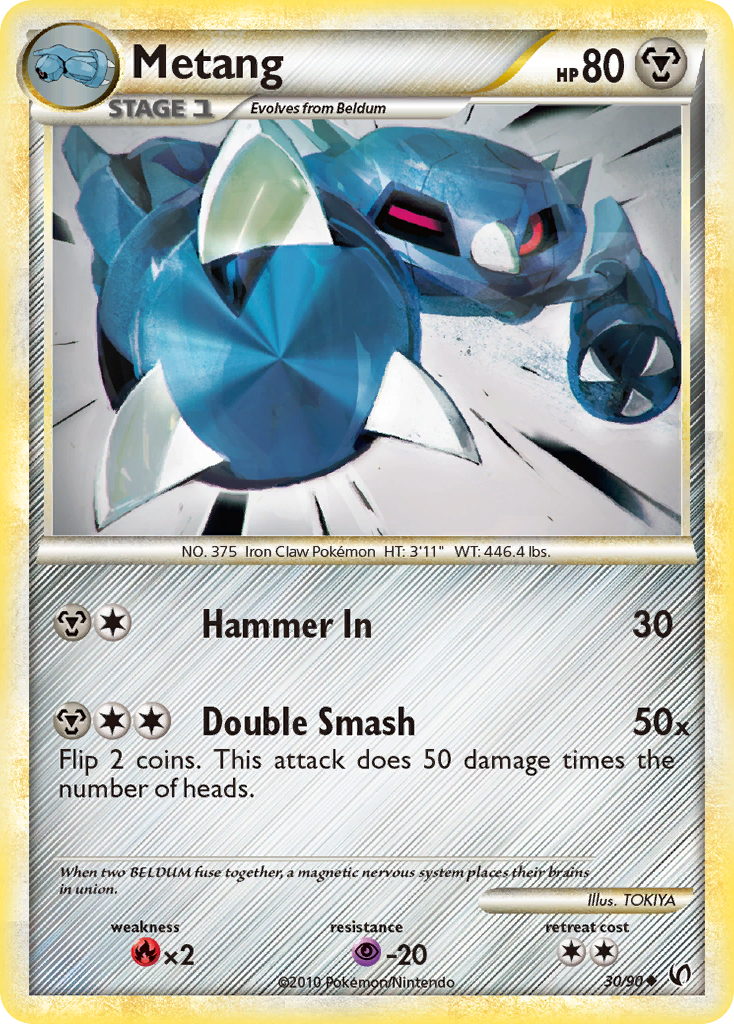 Metang
HP 80
STAGE 1
Evolves from Beldum
NO. 375 Iron Claw Pokémon HT: 3'11" WT: 446.4 lbs.
Hammer In 30
Double Smash 50x
Flip 2 coins. This attack does 50 damage times the
number of heads.
When two BELDUM fuse together, a magnetic nervous system places their brains
in union.
Illus. TOKIYA
weakness resistance retreat cost
×2 -20
©2010 Pokémon/Nintendo 30/90